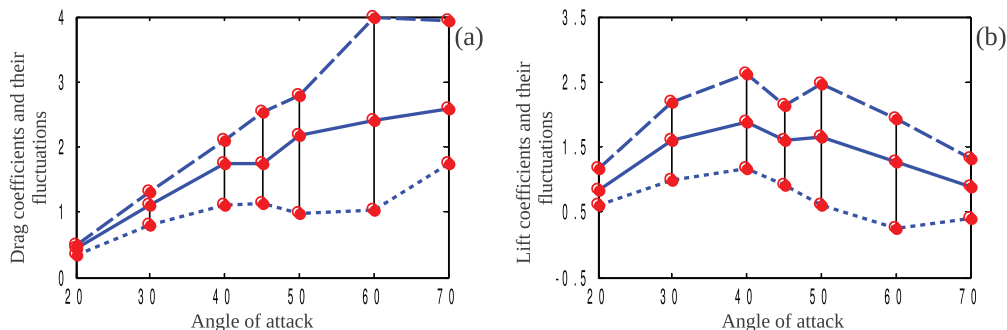 4
3
2
1
0
20 30 40 50 60 70
Drag coefficients and their
fluctuations
Angle of attack
(a)
3.5
2.5
1.5
0.5
-0.5
20 30 40 50 60 70
Lift coefficients and their
fluctuations
Angle of attack
(b)